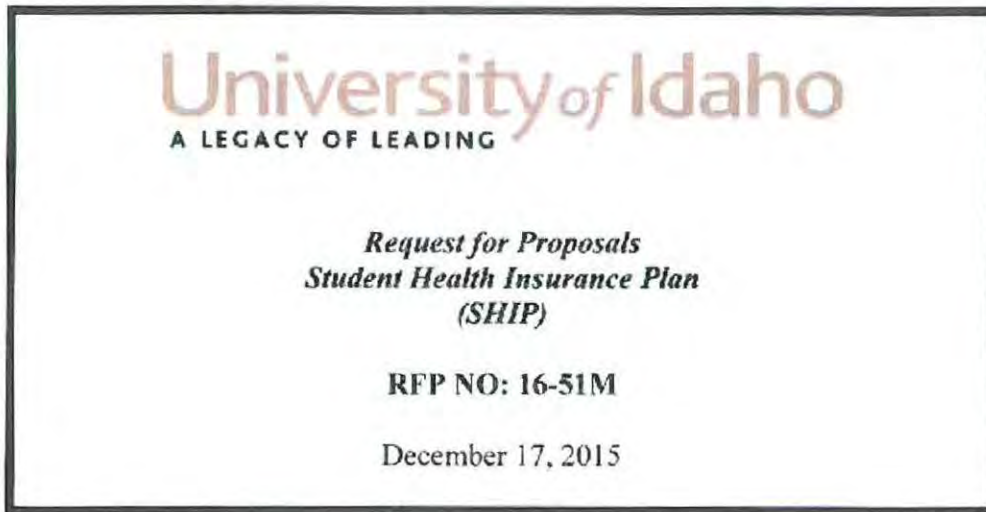 University of Idaho
A LEGACY OF LEADING
Request for Proposals
Student Health Insurance Plan
(SHIP)
RFP NO: 16-51M
December 17, 2015